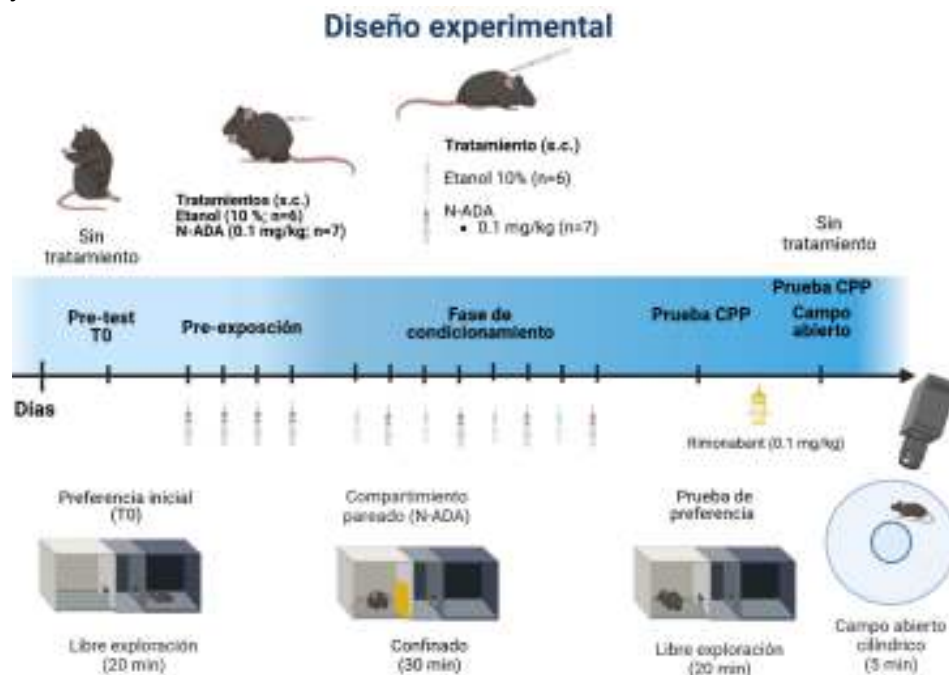 Diseño experimental
Tratamiento (s.c.)
Etanol 10% (n=6)
N-ADA
• 0.1 mg/kg (n=7)
Tratamientos (s.c.)
Etanol (10 %; n=6)
N-ADA (0.1 mg/kg; n=7)
Sin
tratamiento
Sin
tratamiento
Pre-test
T0
Pre-exposción
Fase de
condicionamiento
Prueba CPP
Prueba CPP
Campo
abierto
Días
Rimonabant (0.1 mg/kg)
Preferencia inicial
(T0)
Compartimiento
pareado (N-ADA)
Prueba de
preferencia
Libre exploración
(20 min)
Confinado
(30 min)
Libre exploración
(20 min)
Campo abierto
cilíndrico
(5 min)